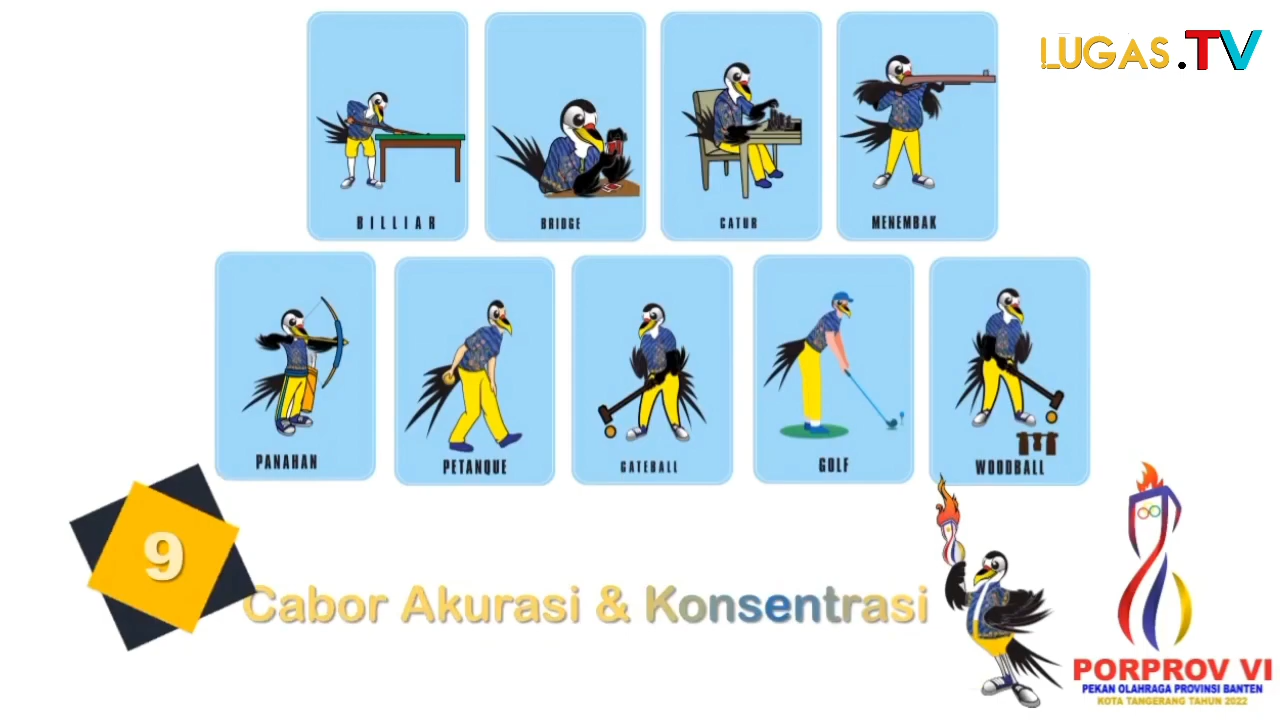 LUGAS.TV
BILLIAR
BRIDGE
CATUR
MENEMBAK
PANAHAN
PETANQUE
GATEBALL
GOLF
WOODBALL
9
Cabor Akurasi & Konsentrasi
PORPROV VI
PEKAN OLAHRAGA PROVINSI BANTEN
KOTA TANGERANG TAHUN 2022